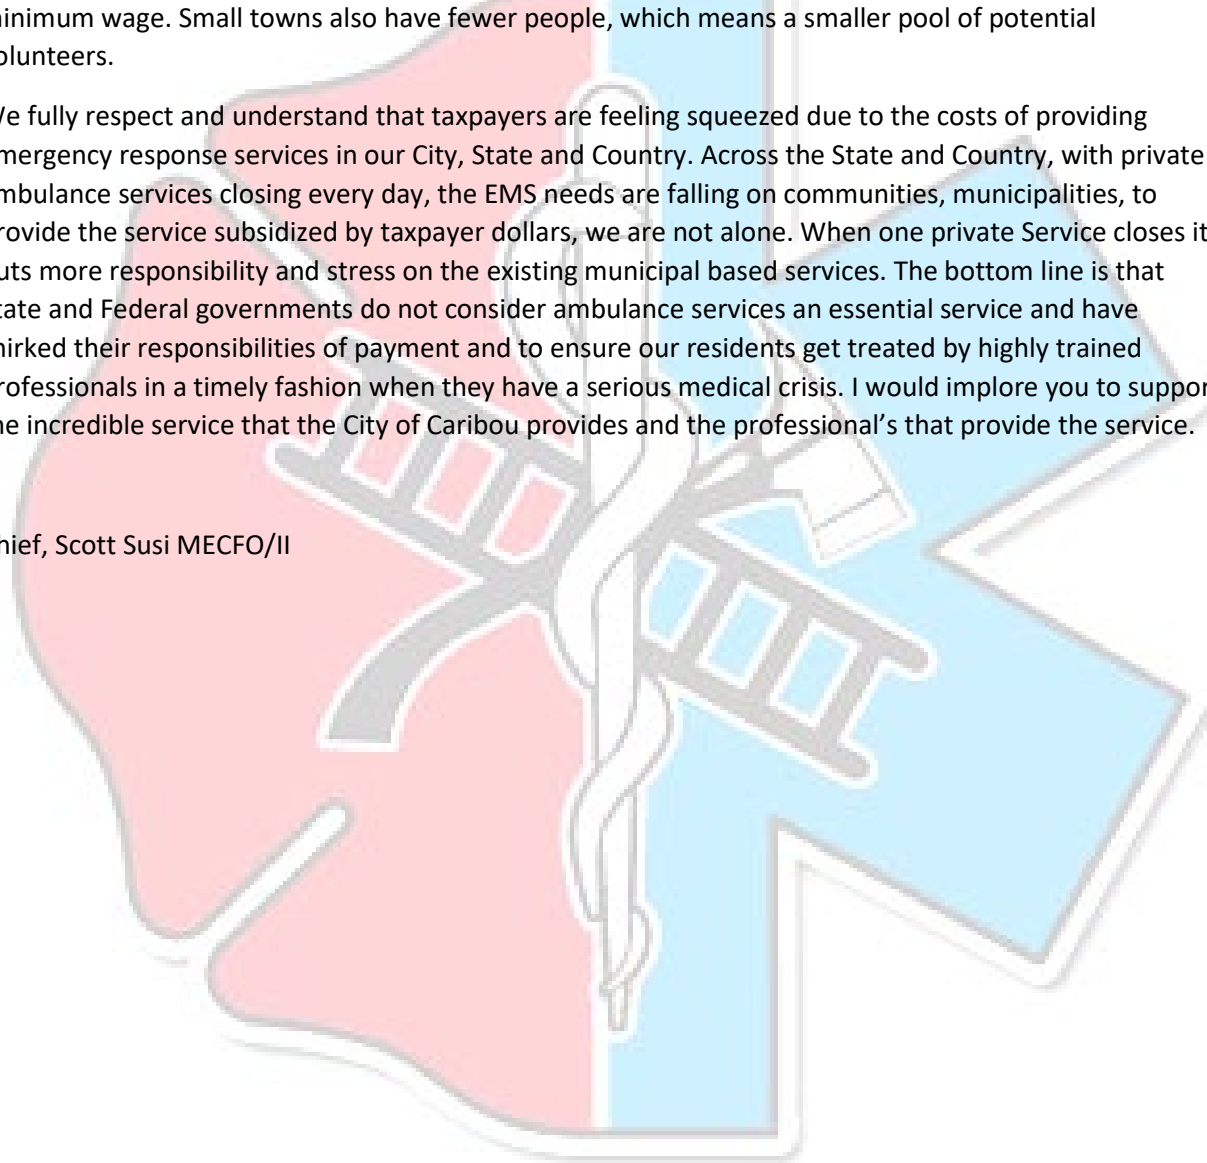 inimum wage. Small towns also have fewer people, which means a smaller pool of potential
olunteers.
e fully respect and understand that taxpayers are feeling squeezed due to the costs of providing
mergency response services in our City, State and Country. Across the State and Country, with private
mbulance services closing every day, the EMS needs are falling on communities, municipalities, to
rovide the service subsidized by taxpayer dollars, we are not alone. When one private Service closes it
uts more responsibility and stress on the existing municipal based services. The bottom line is that
tate and Federal governments do not consider ambulance services an essential service and have
hirked their responsibilities of payment and to ensure our residents get treated by highly trained
rofessionals in a timely fashion when they have a serious medical crisis. I would implore you to suppor
he incredible service that the City of Caribou provides and the professional’s that provide the service.
hief, Scott Susi MECFO/II